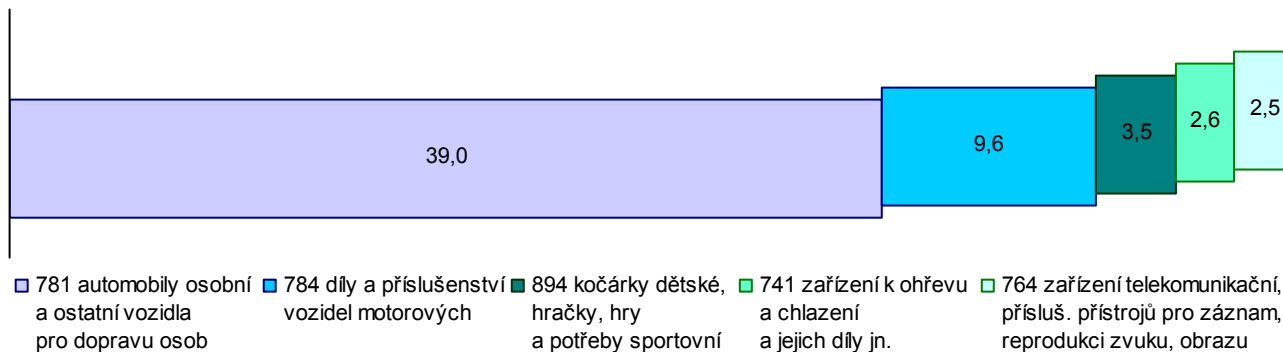 39,0
9,6
3,5
2,6
2,5
781 automobily osobní
a ostatní vozidla
pro dopravu osob
784 díly a příslušenství
vozidel motorových
894 kočárky dětské,
hračky, hry
a potřeby sportovní
741 zařízení k ohřevu
a chlazení
a jejich díly jn.
764 zařízení telekomunikační,
přísluš. přístrojů pro záznam,
reprodukci zvuku, obrazu